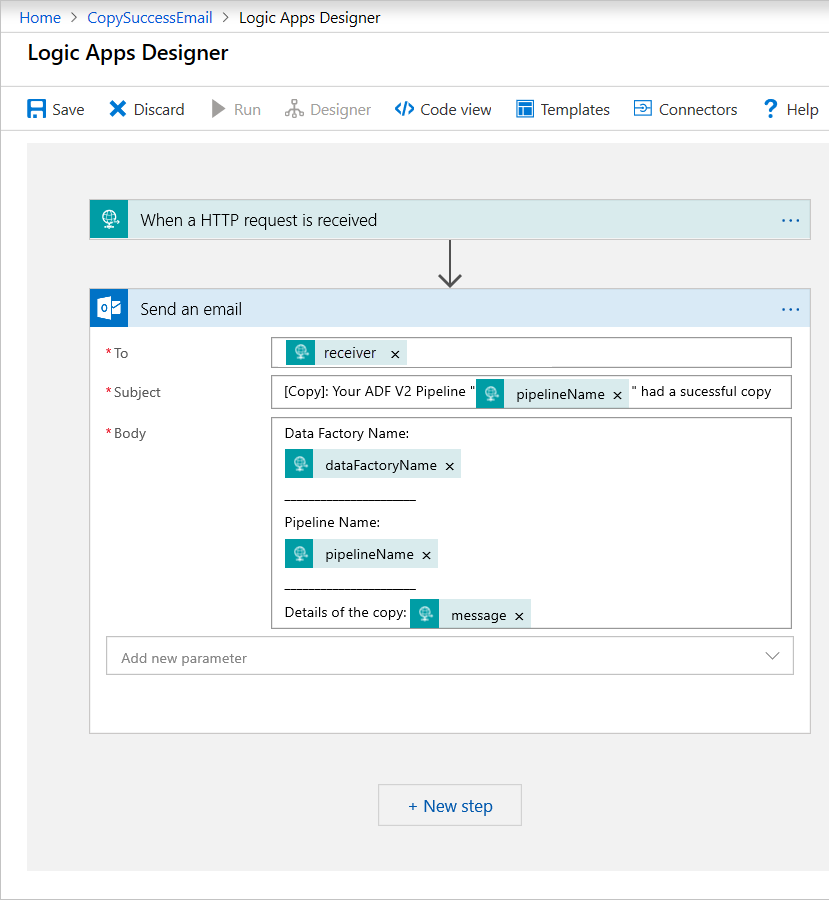 Home > CopySuccessEmail > Logic Apps Designer
Logic Apps Designer
Save Discard Run Designer Code view Templates Connectors Help
When a HTTP request is received ...
Send an email ...
* To receiver ×
* Subject [Copy]: Your ADF V2 Pipeline " pipelineName × " had a sucessful copy
* Body Data Factory Name:
dataFactoryName ×
______________________
Pipeline Name:
pipelineName ×
______________________
Details of the copy: message ×
Add new parameter
+ New step